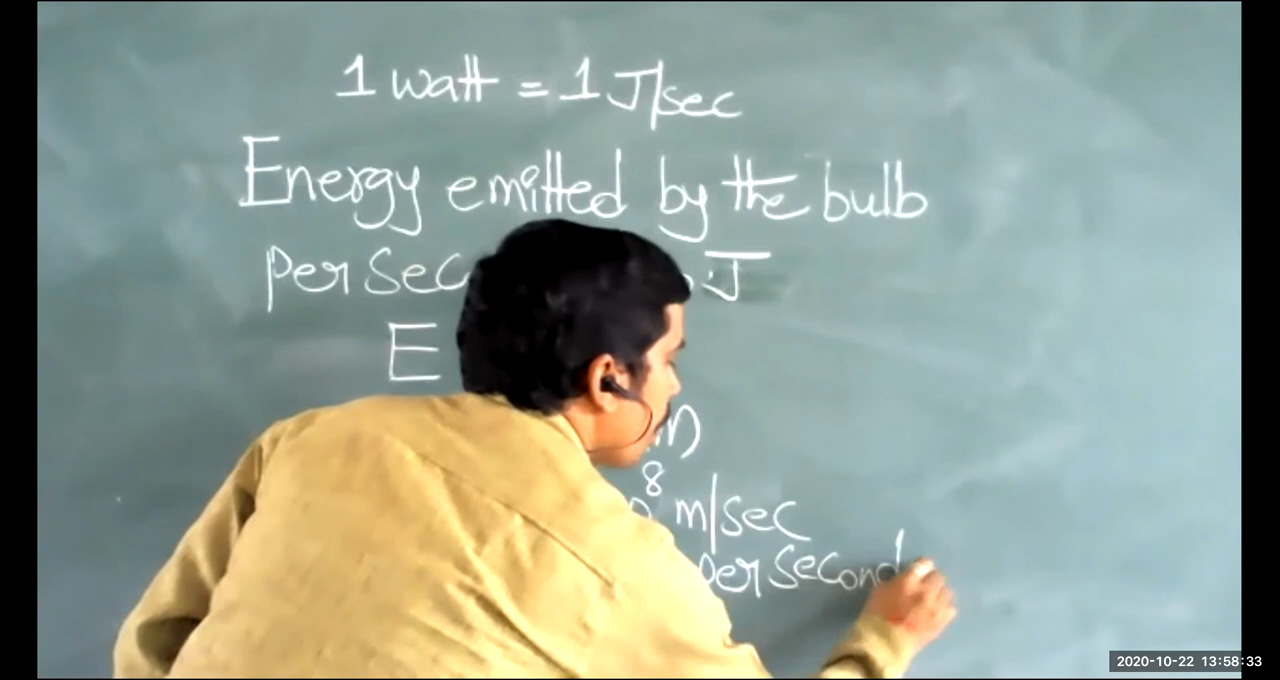 1 watt = 1 J/sec
Energy emitted by the bulb
per Sec J
E
m
8 m/sec
per second
2020-10-22 13:58:33